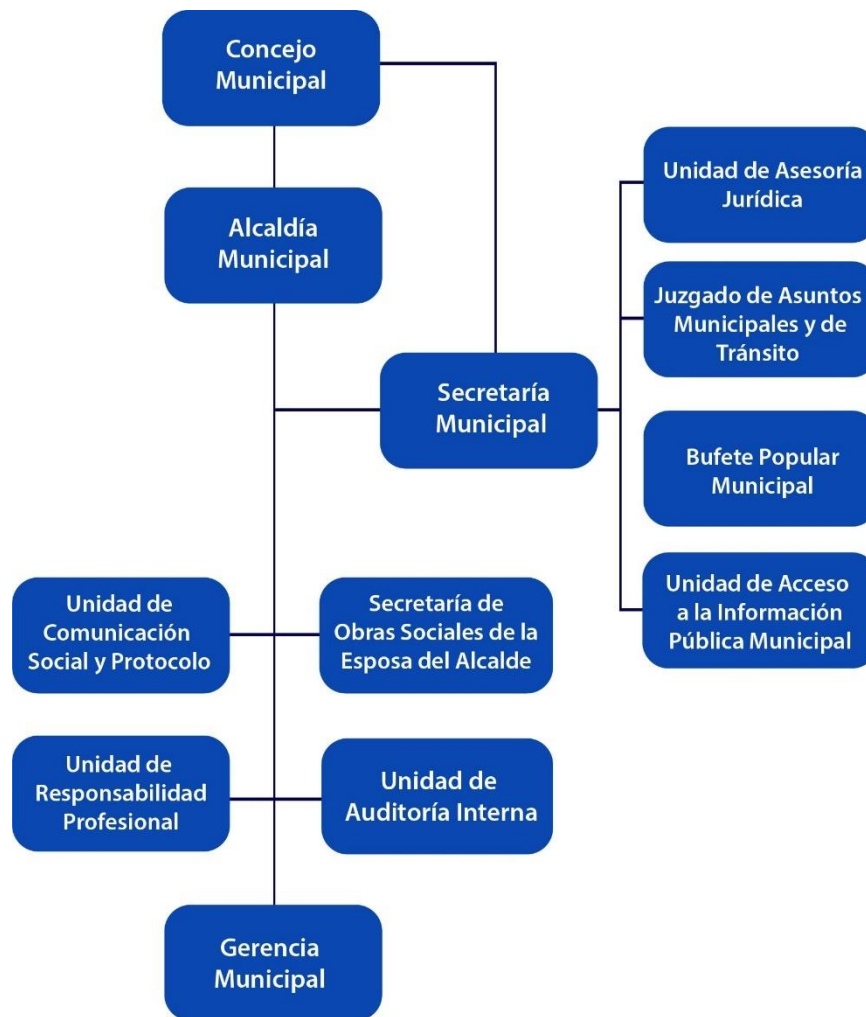 Concejo
Municipal
Alcaldía
Municipal
Secretaría
Municipal
Unidad de Asesoría
Jurídica
Juzgado de Asuntos
Municipales y de
Tránsito
Bufete Popular
Municipal
Unidad de Acceso
a la Información
Pública Municipal
Unidad de
Comunicación
Social y Protocolo
Secretaría de
Obras Sociales de la
Esposa del Alcalde
Unidad de
Responsabilidad
Profesional
Unidad de
Auditoría Interna
Gerencia
Municipal